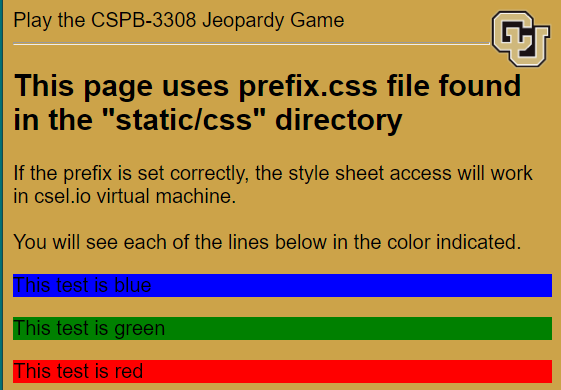 Play the CSPB-3308 Jeopardy Game
CU
This page uses prefix.css file found
in the "static/css" directory
If the prefix is set correctly, the style sheet access will work
in csel.io virtual machine.
You will see each of the lines below in the color indicated.
This test is blue
This test is green
This test is red